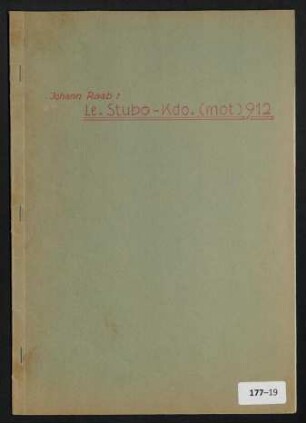 Johann Raab:
Le. Stubo-Kdo. (mot) 912
177-19